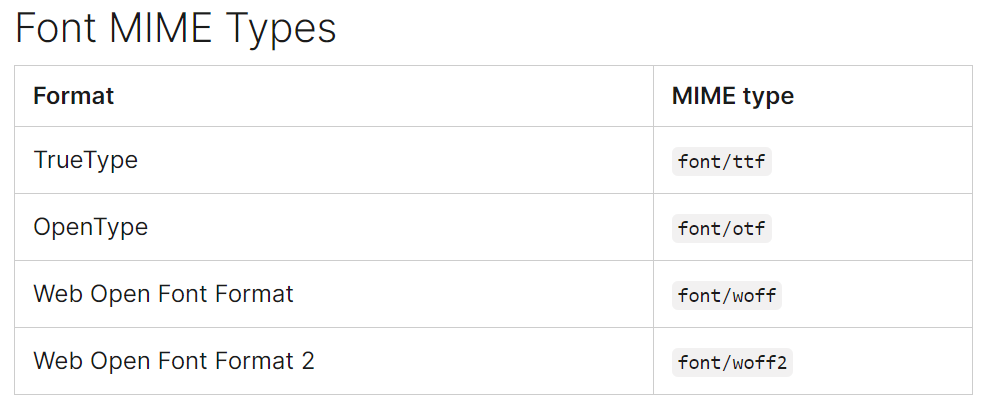 Font MIME Types
Format MIME type
TrueType font/ttf
OpenType font/otf
Web Open Font Format font/woff
Web Open Font Format 2 font/woff2